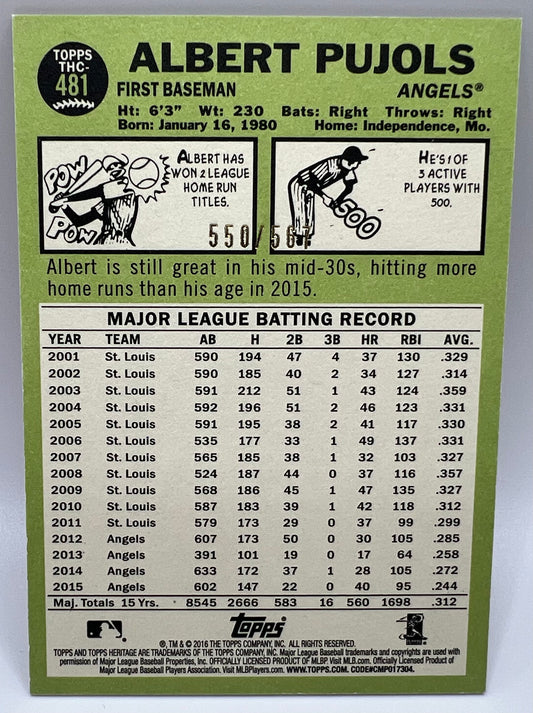 TOPPS
THC-
481
ALBERT PUJOLS
FIRST BASEMAN ANGELS®
Ht: 6'3" Wt: 230 Bats: Right Throws: Right
Born: January 16, 1980 Home: Independence, Mo.
POW
POW
ALBERT HAS
WON 2 LEAGUE
HOME RUN
TITLES.
500
HE'S 1 OF
3 ACTIVE
PLAYERS WITH
500.
550/567
Albert is still great in his mid-30s, hitting more
home runs than his age in 2015.
MAJOR LEAGUE BATTING RECORD
YEAR TEAM AB H 2B 3B HR RBI AVG.
2001 St. Louis 590 194 47 4 37 130 .329
2002 St. Louis 590 185 40 2 34 127 .314
2003 St. Louis 591 212 51 1 43 124 .359
2004 St. Louis 592 196 51 2 46 123 .331
2005 St. Louis 591 195 38 2 41 117 .330
2006 St. Louis 535 177 33 1 49 137 .331
2007 St. Louis 565 185 38 1 32 103 .327
2008 St. Louis 524 187 44 0 37 116 .357
2009 St. Louis 568 186 45 1 47 135 .327
2010 St. Louis 587 183 39 1 42 118 .312
2011 St. Louis 579 173 29 0 37 99 .299
2012 Angels 607 173 50 0 30 105 .285
2013 Angels 391 101 19 0 17 64 .258
2014 Angels 633 172 37 1 28 105 .272
2015 Angels 602 147 22 0 40 95 .244
Maj. Totals 15 Yrs. 8545 2666 583 16 560 1698 .312
topps
®, TM & © 2016 THE TOPPS COMPANY, INC. ALL RIGHTS RESERVED.
TOPPS AND TOPPS HERITAGE ARE TRADEMARKS OF THE TOPPS COMPANY, INC. Major League Baseball trademarks and copyrights are used with
permission of Major League Baseball Properties, Inc. OFFICIALLY LICENSED PRODUCT OF MLBP. Visit MLB.com. OFFICIALLY LICENSED PRODUCT of
Major League Baseball Players Association. Visit MLBPlayers.com. WWW.TOPPS.COM. CODE#CMP017304.